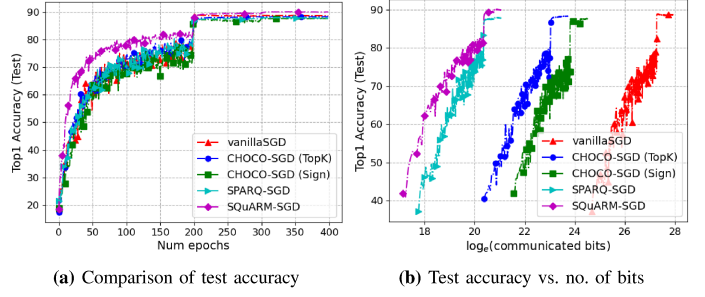 90
80
70
60
50
40
30
20
Top1 Accuracy (Test)
0
50
100
150
200
250
300
350
400
Num epochs
vanillaSGD
CHOCO-SGD (TopK)
CHOCO-SGD (Sign)
SPARQ-SGD
SQuARM-SGD
(a) Comparison of test accuracy
90
80
70
60
50
40
Top1 Accuracy (Test)
18
20
22
24
26
28
logₑ(communicated bits)
vanillaSGD
CHOCO-SGD (TopK)
CHOCO-SGD (Sign)
SPARQ-SGD
SQuARM-SGD
(b) Test accuracy vs. no. of bits